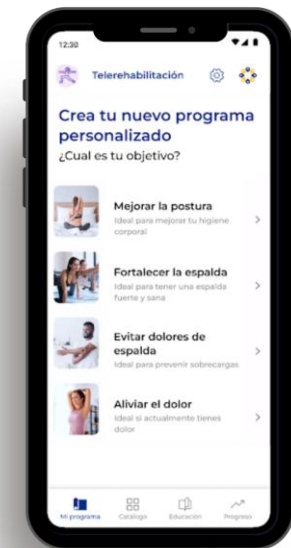 12:30
Telerehabilitación
Crea tu nuevo programa
personalizado
¿Cual es tu objetivo?
Mejorar la postura
Ideal para mejorar tu higiene
corporal
Fortalecer la espalda
Ideal para tener una espalda
fuerte y sana
Evitar dolores de
espalda
Ideal para prevenir sobrecargas
Aliviar el dolor
Ideal si actualmente tienes
dolor
Mi programa
Catálogo
Educación
Progreso